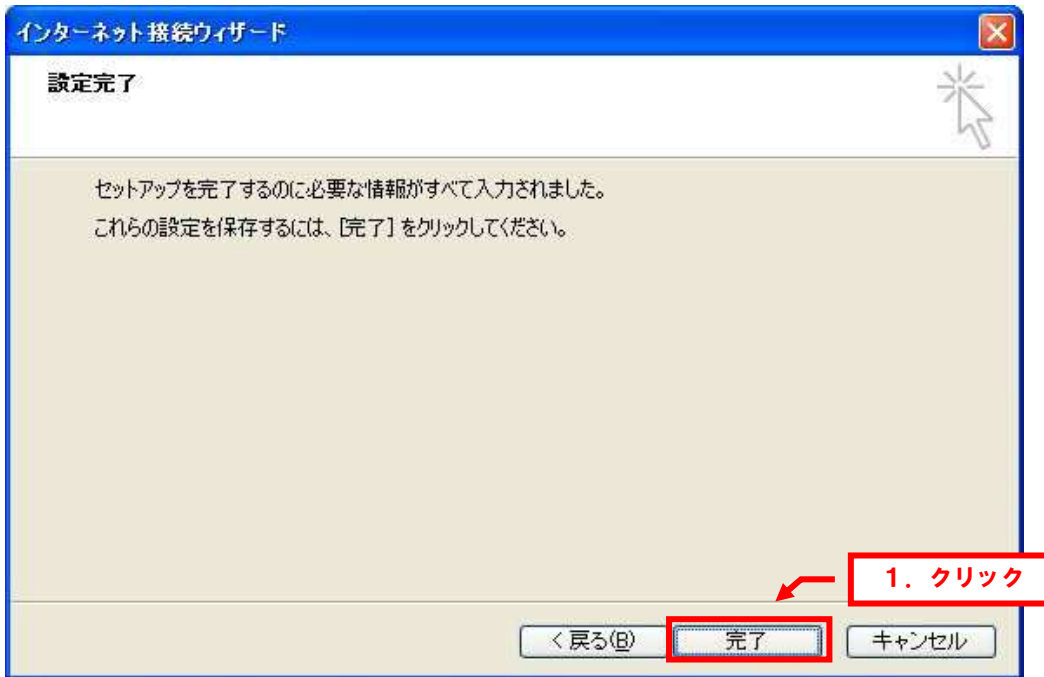 インターネット接続ウィザード
設定完了
セットアップを完了するのに必要な情報がすべて入力されました。
これらの設定を保存するには、[完了] をクリックしてください。
1．クリック
< 戻る(B)
完了
キャンセル